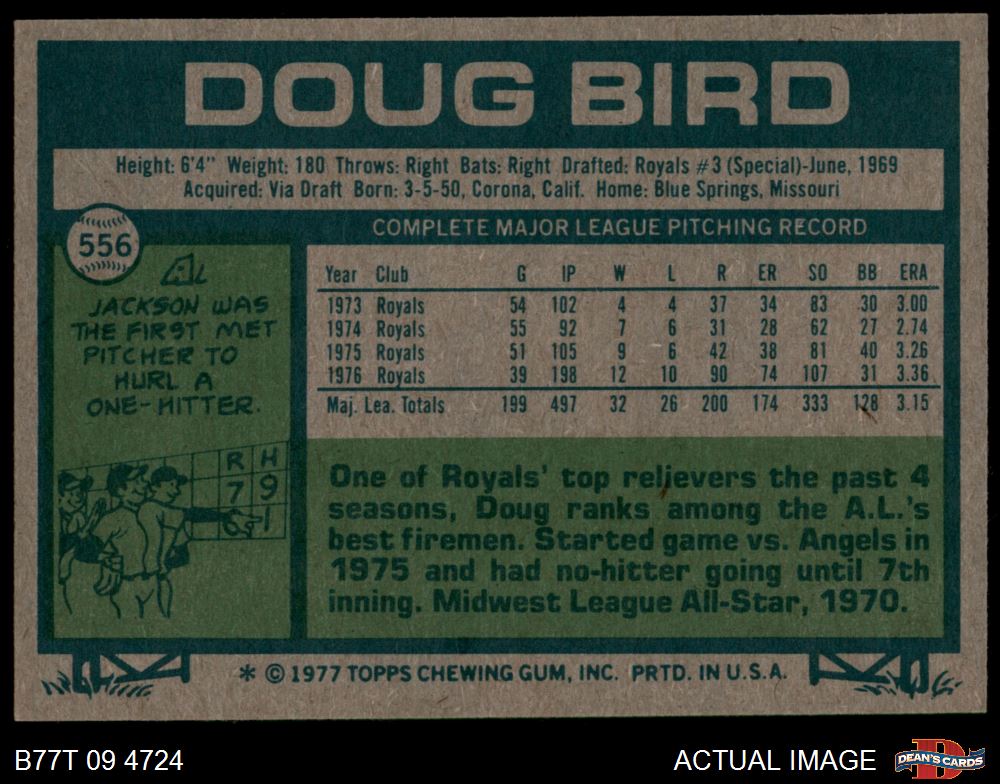 DOUG BIRD
Height: 6'4" Weight: 180 Throws: Right Bats: Right Drafted: Royals #3 (Special)-June, 1969
Acquired: Via Draft Born: 3-5-50, Corona, Calif. Home: Blue Springs, Missouri
556
AL
JACKSON WAS
THE FIRST MET
PITCHER TO
HURL A
ONE-HITTER.
R H
7 9
6 1
COMPLETE MAJOR LEAGUE PITCHING RECORD
Year Club G IP W L R ER SO BB ERA
1973 Royals 54 102 4 4 37 34 83 30 3.00
1974 Royals 55 92 7 6 31 28 62 27 2.74
1975 Royals 51 105 9 6 42 38 81 40 3.26
1976 Royals 39 198 12 10 90 74 107 31 3.36
Maj. Lea. Totals 199 497 32 26 200 174 333 128 3.15
One of Royals' top relievers the past 4
seasons, Doug ranks among the A.L.'s
best firemen. Started game vs. Angels in
1975 and had no-hitter going until 7th
inning. Midwest League All-Star, 1970.
* © 1977 TOPPS CHEWING GUM, INC. PRTD. IN U.S.A.
B77T 09 4724
ACTUAL IMAGE
D
DEAN'S CARDS